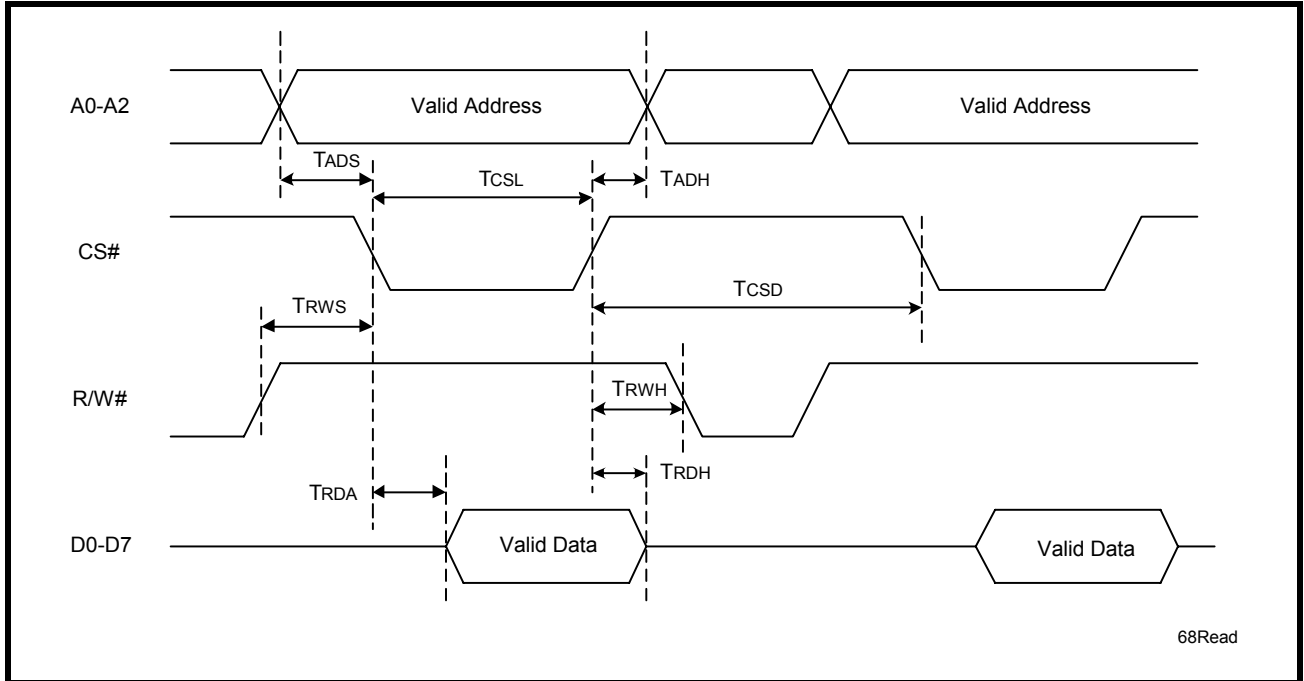 A0-A2
Valid Address
Valid Address
TADS
TCSL
TADH
CS#
TCSD
TRWS
R/W#
TRWH
TRDA
TRDH
D0-D7
Valid Data
Valid Data
68Read